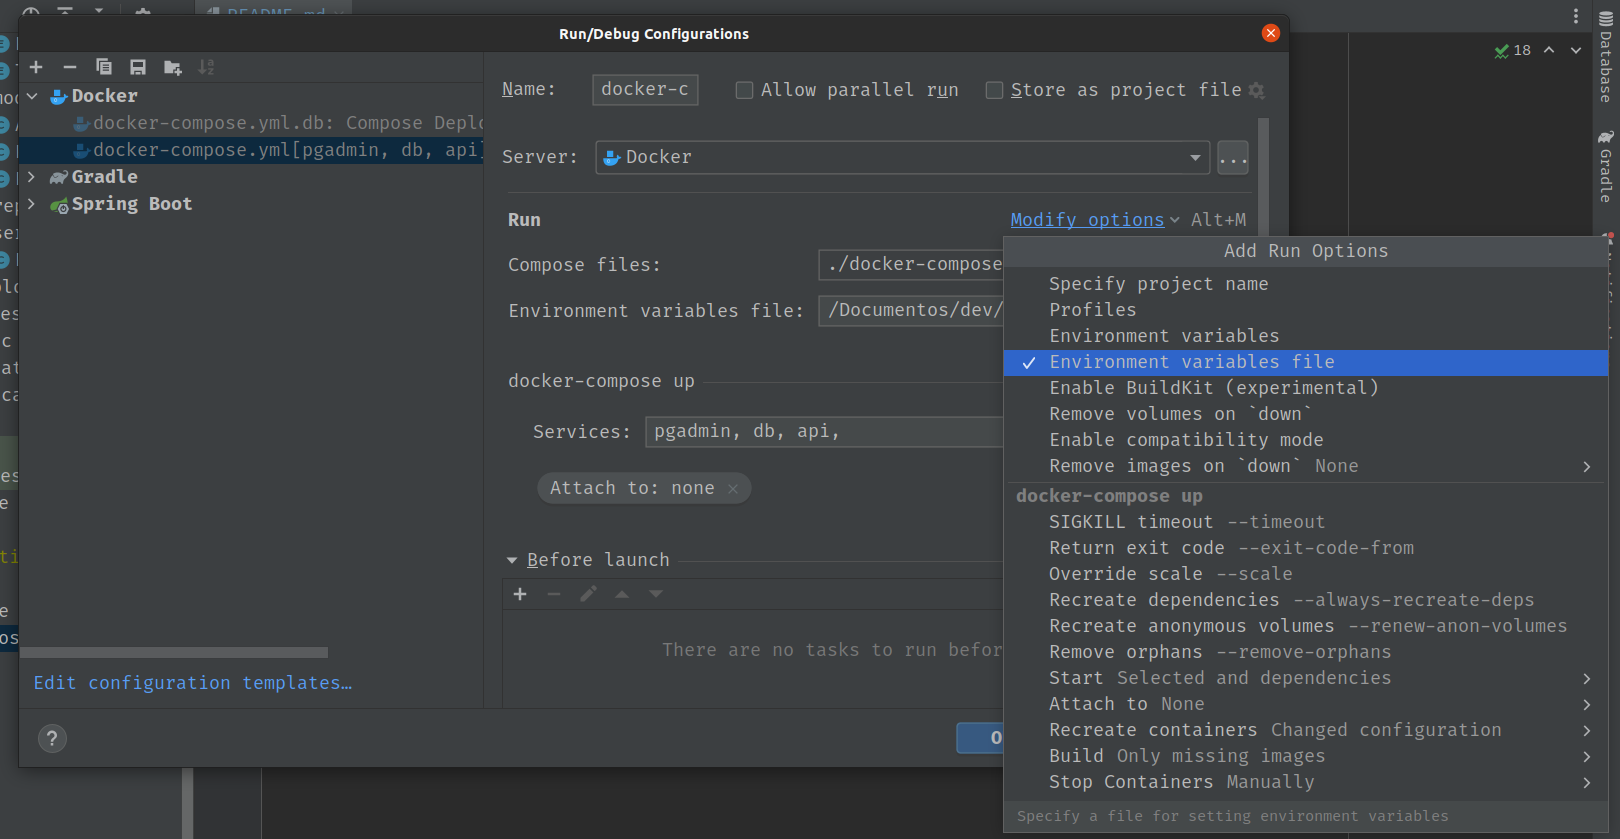 README.md
Run/Debug Configurations
18
Database
Gradle
Docker
docker-compose.yml.db: Compose Deplo
docker-compose.yml[pgadmin, db, api]
Gradle
Spring Boot
Edit configuration templates…
Name:
docker-c
Allow parallel run
Store as project file
Server:
Docker
...
Run
Modify options
Alt+M
Compose files:
./docker-compose
Environment variables file:
/Documentos/dev/
docker-compose up
Services:
pgadmin, db, api,
Attach to: none
Before launch
There are no tasks to run befor
?
Add Run Options
Specify project name
Profiles
Environment variables
Environment variables file
Enable BuildKit (experimental)
Remove volumes on `down`
Enable compatibility mode
Remove images on `down` None
docker-compose up
SIGKILL timeout --timeout
Return exit code --exit-code-from
Override scale --scale
Recreate dependencies --always-recreate-deps
Recreate anonymous volumes --renew-anon-volumes
Remove orphans --remove-orphans
Start Selected and dependencies
Attach to None
Recreate containers Changed configuration
Build Only missing images
Stop Containers Manually
Specify a file for setting environment variables